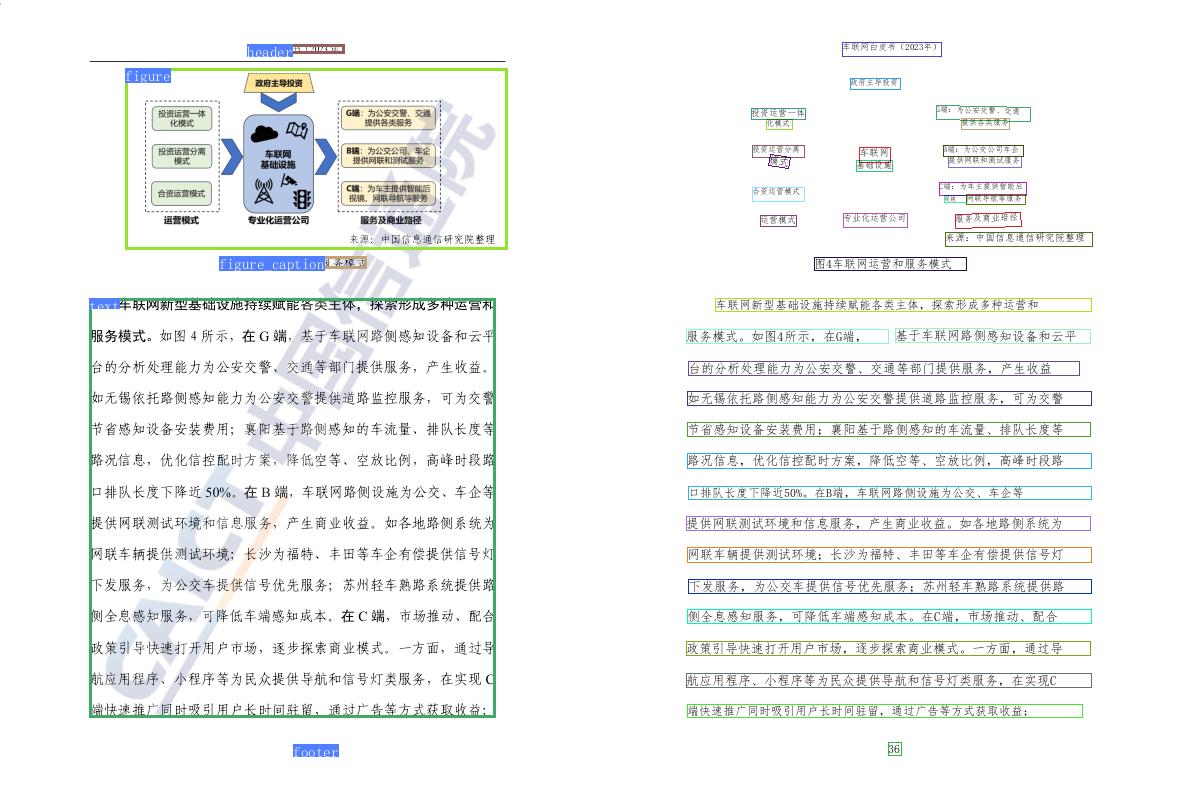 header
figure
政府主导投资
投资运营一体
化模式
投资运营分离
模式
合资运营模式
运营模式
车联网
基础设施
专业化运营公司
G端：为公安交警、交通
提供各类服务
B端：为公交公司、车企
提供网联和测试服务
C端：为车主提供智能后
视镜、网联导航等服务
服务及商业路径
来源：中国信息通信研究院整理
figure caption
text
车联网新型基础设施持续赋能各类主体，探索形成多种运营和
服务模式。如图 4 所示，在 G 端，基于车联网路侧感知设备和云平
台的分析处理能力为公安交警、交通等部门提供服务，产生收益。
如无锡依托路侧感知能力为公安交警提供道路监控服务，可为交警
节省感知设备安装费用；襄阳基于路侧感知的车流量、排队长度等
路况信息，优化信控配时方案，降低空等、空放比例，高峰时段路
口排队长度下降近 50%。在 B 端，车联网路侧设施为公交、车企等
提供网联测试环境和信息服务，产生商业收益。如各地路侧系统为
网联车辆提供测试环境；长沙为福特、丰田等车企有偿提供信号灯
下发服务，为公交车提供信号优先服务；苏州轻车熟路系统提供路
侧全息感知服务，可降低车端感知成本。在 C 端，市场推动、配合
政策引导快速打开用户市场，逐步探索商业模式。一方面，通过导
航应用程序、小程序等为民众提供导航和信号灯类服务，在实现 C
端快速推广同时吸引用户长时间驻留，通过广告等方式获取收益；
footer
CAICT 中国信通院
车联网白皮书（2023年）
政府主导投资
投资运营一体
化模式
投资运营分离
模式
合资运营模式
运营模式
车联网
基础设施
专业化运营公司
G端：为公安交警、交通
提供各类服务
B端：为公交公司车企
提供网联和测试服务
C端：为车主提供智能后
视镜 网联导航等服务
服务及商业路径
来源：中国信息通信研究院整理
图4车联网运营和服务模式
车联网新型基础设施持续赋能各类主体，探索形成多种运营和
服务模式。如图4所示，在G端， 基于车联网路侧感知设备和云平
台的分析处理能力为公安交警、交通等部门提供服务，产生收益
如无锡依托路侧感知能力为公安交警提供道路监控服务，可为交警
节省感知设备安装费用；襄阳基于路侧感知的车流量、排队长度等
路况信息，优化信控配时方案，降低空等、空放比例，高峰时段路
口排队长度下降近50%。在B端，车联网路侧设施为公交、车企等
提供网联测试环境和信息服务，产生商业收益。如各地路侧系统为
网联车辆提供测试环境；长沙为福特、丰田等车企有偿提供信号灯
下发服务，为公交车提供信号优先服务；苏州轻车熟路系统提供路
侧全息感知服务，可降低车端感知成本。在C端，市场推动、配合
政策引导快速打开用户市场，逐步探索商业模式。一方面，通过导
航应用程序、小程序等为民众提供导航和信号灯类服务，在实现C
端快速推广同时吸引用户长时间驻留，通过广告等方式获取收益；
36